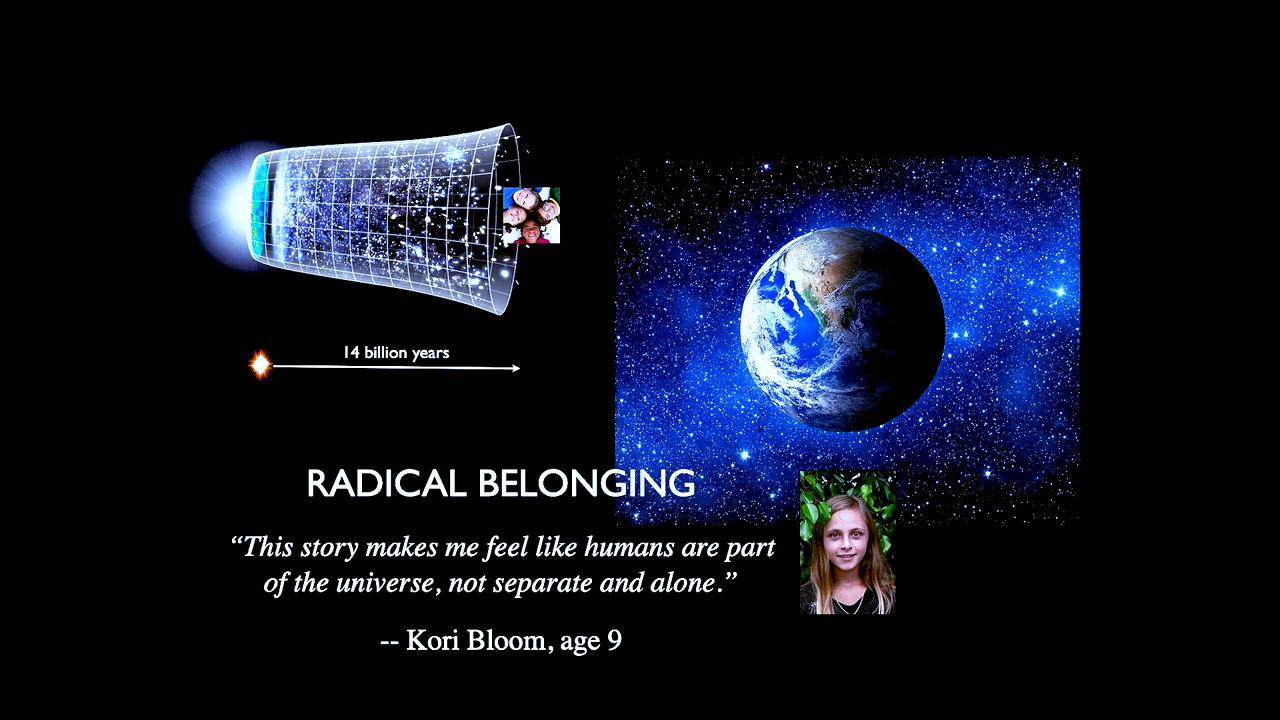 14 billion years
RADICAL BELONGING
“This story makes me feel like humans are part
of the universe, not separate and alone.”
-- Kori Bloom, age 9